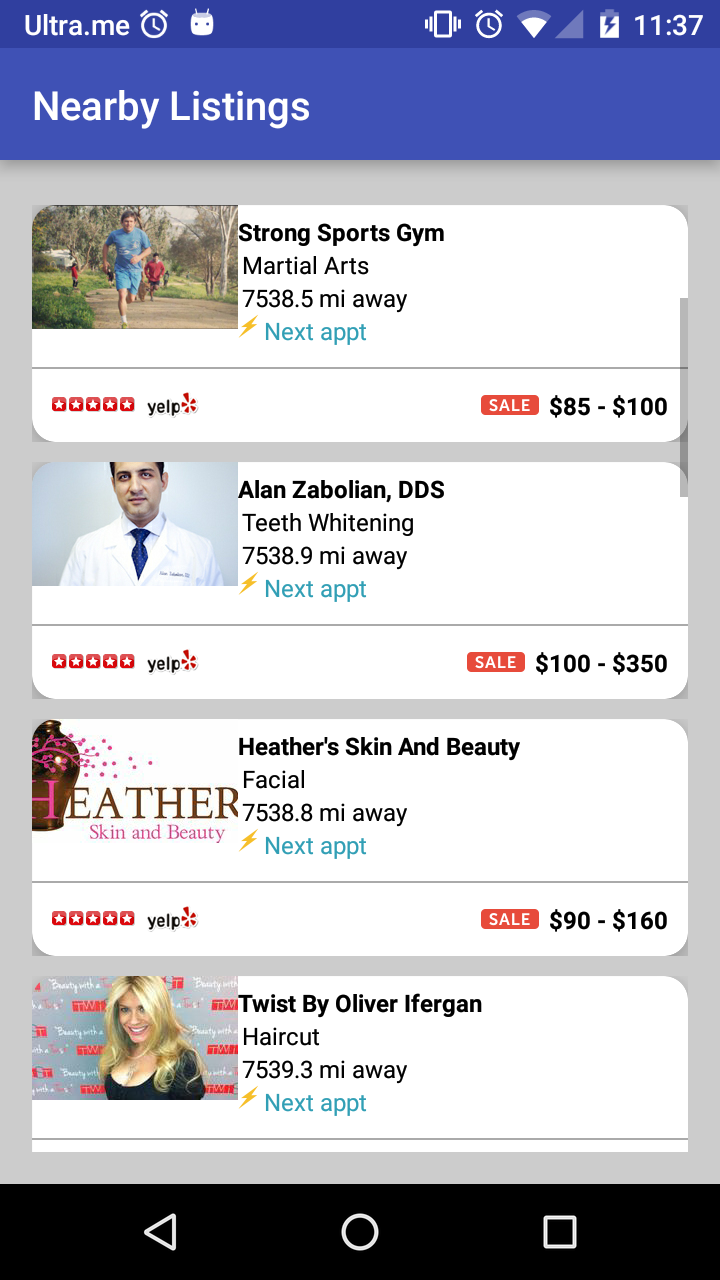 Ultra.me 11:37
Nearby Listings
Strong Sports Gym
Martial Arts
7538.5 mi away
Next appt
yelp SALE $85 - $100
Alan Zabolian, DDS
Teeth Whitening
7538.9 mi away
Next appt
yelp SALE $100 - $350
HEATHER
Skin and Beauty
Heather's Skin And Beauty
Facial
7538.8 mi away
Next appt
yelp SALE $90 - $160
"Beauty with a
Twist By Oliver Ifergan
Haircut
7539.3 mi away
Next appt